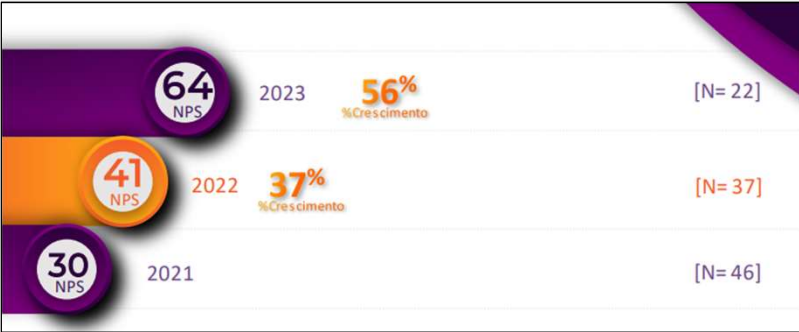 64
NPS
2023
56%
%Crescimento
[N= 22]
41
NPS
2022
37%
%Crescimento
[N= 37]
30
NPS
2021
[N= 46]